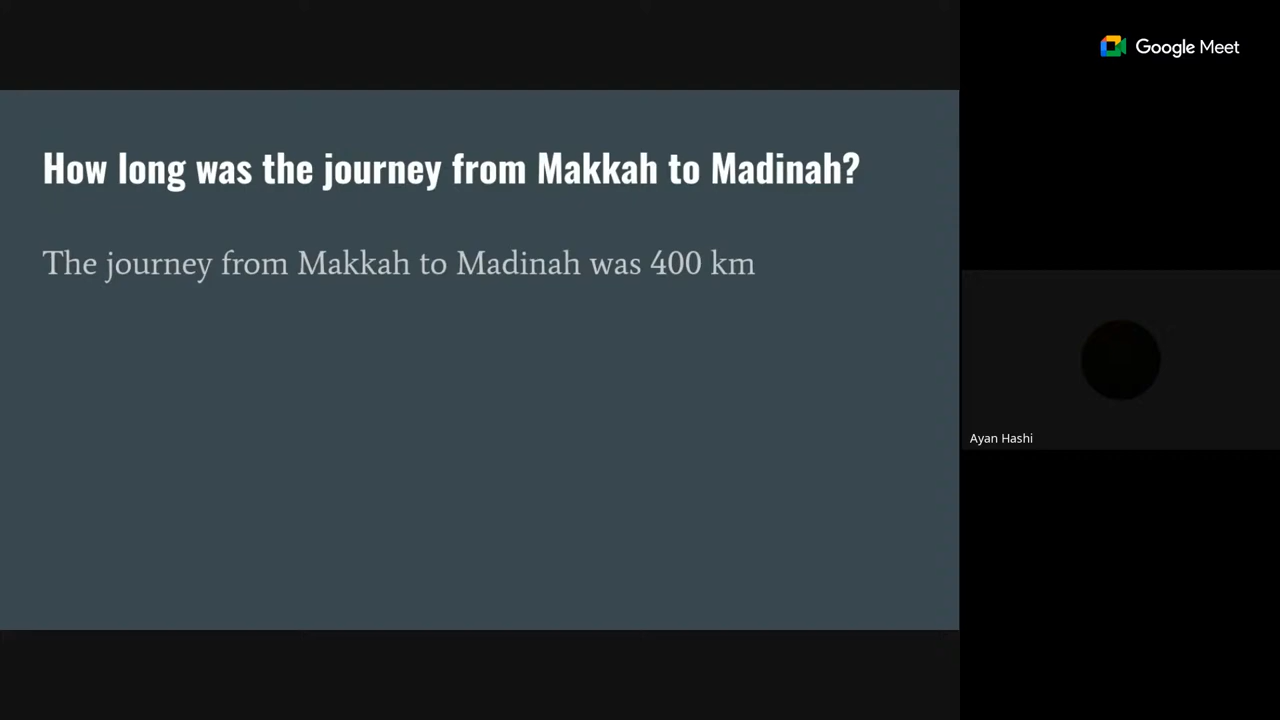 Google Meet
How long was the journey from Makkah to Madinah?
The journey from Makkah to Madinah was 400 km
Ayan Hashi